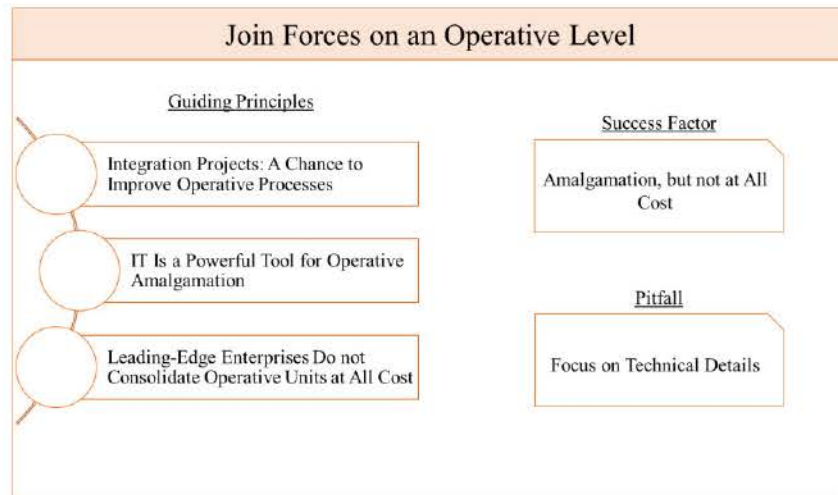 Join Forces on an Operative Level
Guiding Principles
Integration Projects: A Chance to
Improve Operative Processes
IT Is a Powerful Tool for Operative
Amalgamation
Leading-Edge Enterprises Do not
Consolidate Operative Units at All Cost
Success Factor
Amalgamation, but not at All
Cost
Pitfall
Focus on Technical Details